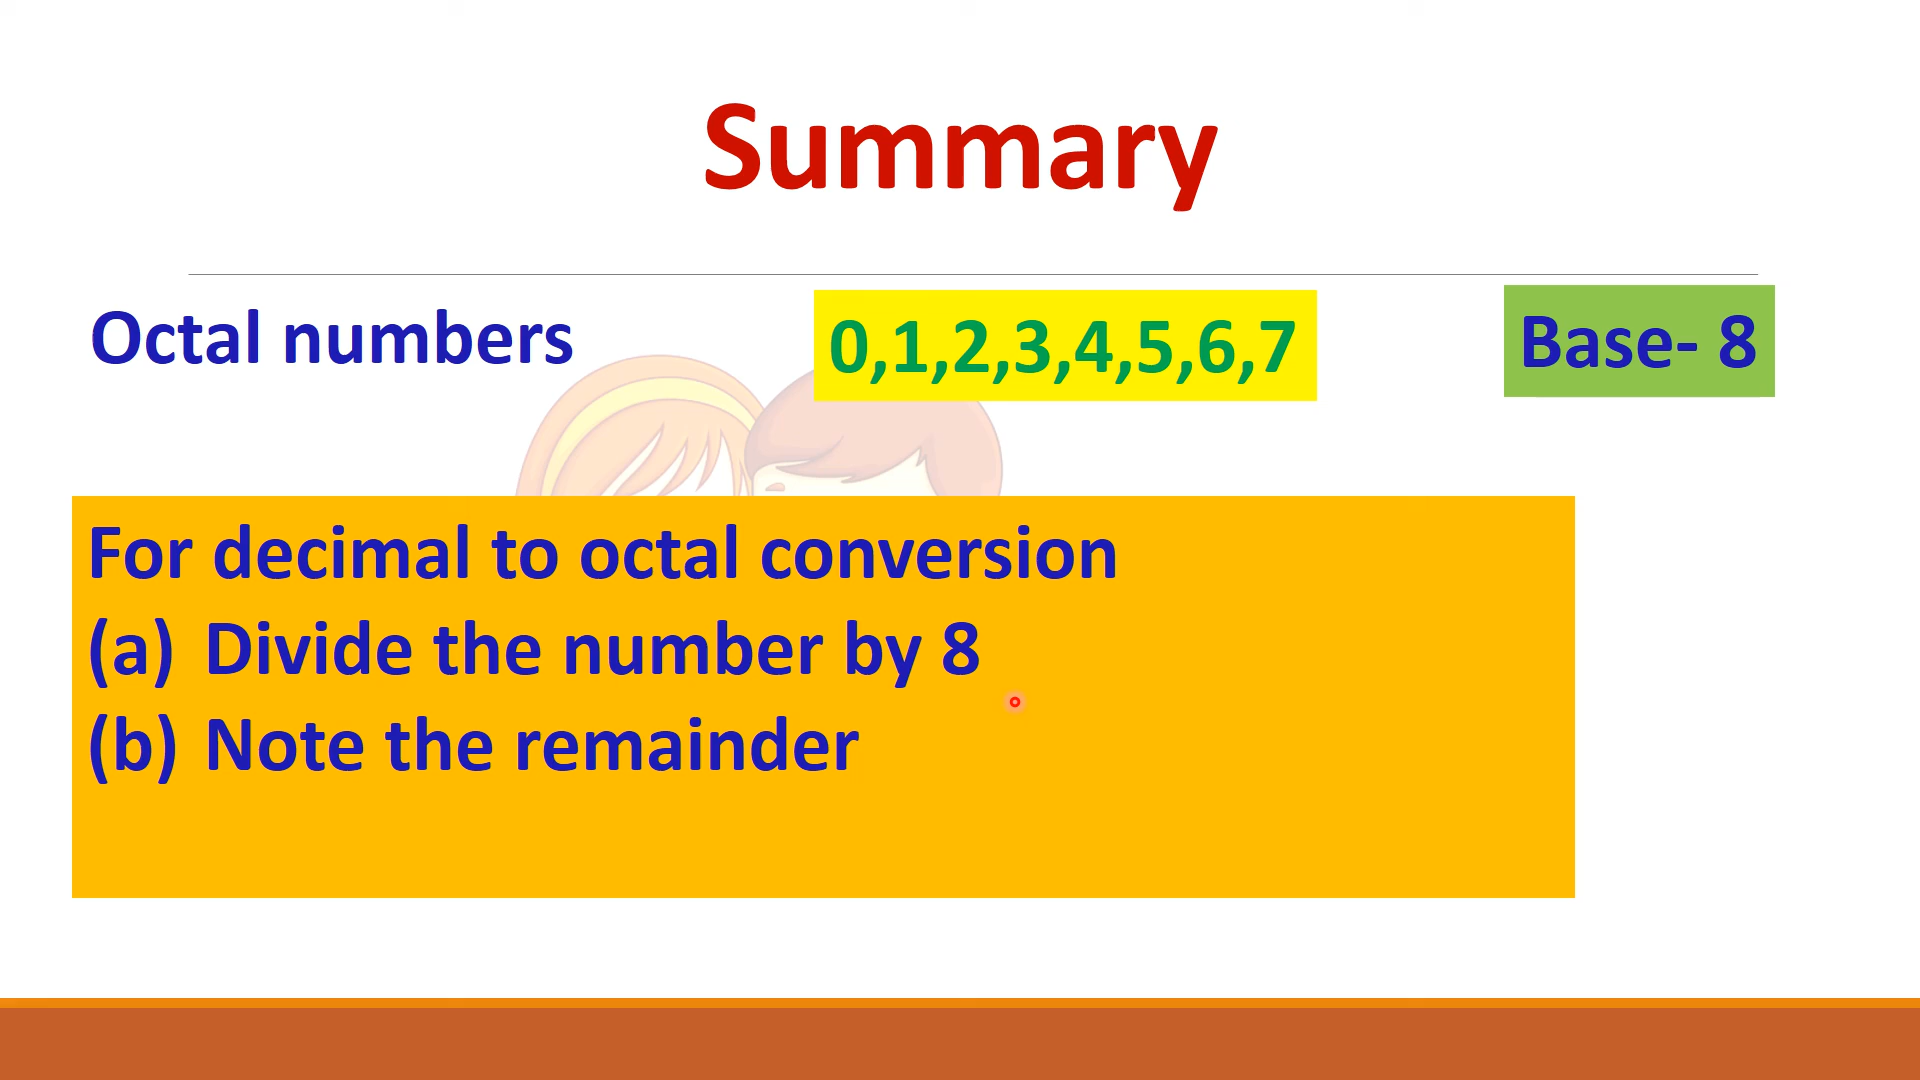 Summary
Octal numbers 0,1,2,3,4,5,6,7 Base- 8
For decimal to octal conversion
(a) Divide the number by 8
(b) Note the remainder